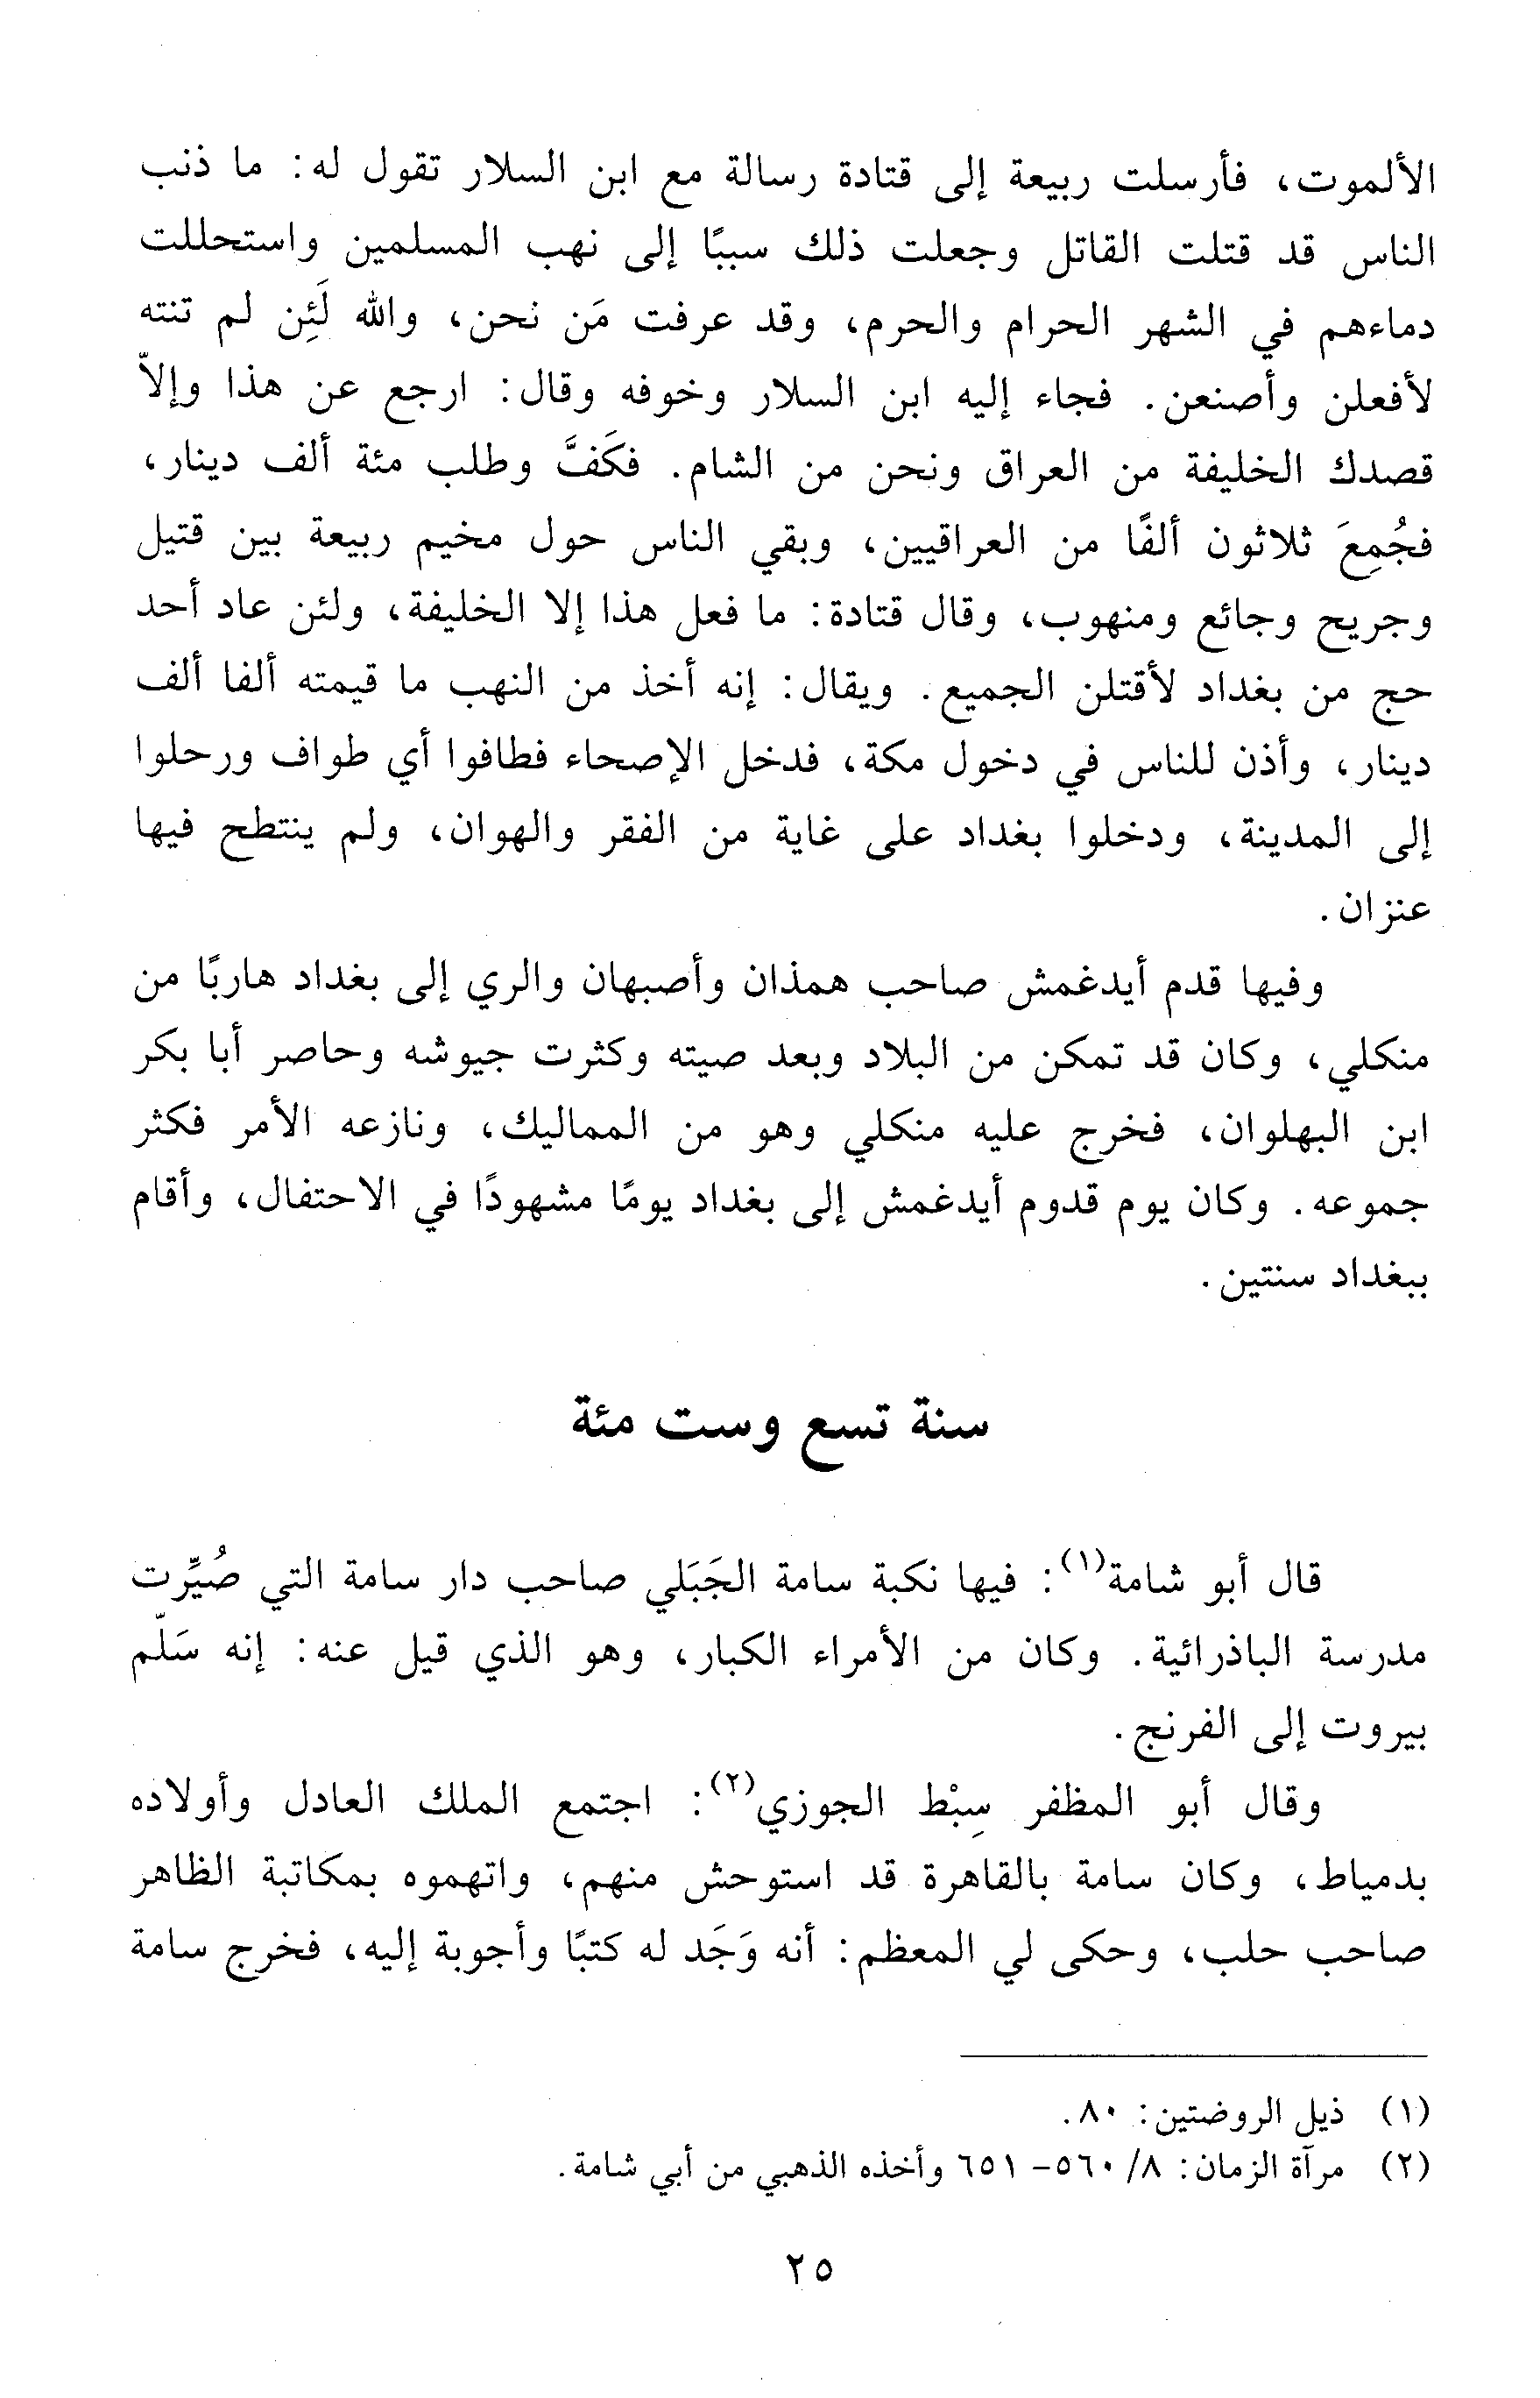 الألموت، فأرسلت ربيعة إلى قتادة رسالة مع ابن السلار تقول له: ما ذنب
الناس قد قتلت القاتل وجعلت ذلك سببًا إلى نهب المسلمين واستحللت
دماءهم في الشهر الحرام والحرم، وقد عرفت مَن نحن، والله لَئِن لم تنته
لأفعلن وأصنعن. فجاء إليه ابن السلار وخوفه وقال: ارجع عن هذا وإلاّ
قصدك الخليفة من العراق ونحن من الشام. فكَفَّ وطلب مئة ألف دينار،
فجُمِعَ ثلاثون ألفًا من العراقيين، وبقي الناس حول مخيم ربيعة بين قتيل
وجريح وجائع ومنهوب، وقال قتادة: ما فعل هذا إلا الخليفة، ولئن عاد أحد
حج من بغداد لأقتلن الجميع. ويقال: إنه أخذ من النهب ما قيمته ألفا ألف
دينار، وأذن للناس في دخول مكة، فدخل الإصحاء فطافوا أي طواف ورحلوا
إلى المدينة، ودخلوا بغداد على غاية من الفقر والهوان، ولم ينتطح فيها
عنزان.
وفيها قدم أيدغمش صاحب همذان وأصبهان والري إلى بغداد هاربًا من
منكلي، وكان قد تمكن من البلاد وبعد صيته وكثرت جيوشه وحاصر أبا بكر
ابن البهلوان، فخرج عليه منكلي وهو من المماليك، ونازعه الأمر فكثر
جموعه. وكان يوم قدوم أيدغمش إلى بغداد يومًا مشهودًا في الاحتفال، وأقام
ببغداد سنتين.
سنة تسع وست مئة
قال أبو شامة(١): فيها نكبة سامة الجَبَلي صاحب دار سامة التي صُيِّرت
مدرسة الباذرائية. وكان من الأمراء الكبار، وهو الذي قيل عنه: إنه سَلّم
بيروت إلى الفرنج.
وقال أبو المظفر سِبْط الجوزي(٢): اجتمع الملك العادل وأولاده
بدمياط، وكان سامة بالقاهرة قد استوحش منهم، واتهموه بمكاتبة الظاهر
صاحب حلب، وحكى لي المعظم: أنه وَجَد له كتبًا وأجوبة إليه، فخرج سامة
(١) ذيل الروضتين: ٨٠.
(٢) مرآة الزمان: ٨/ ٥٦٠- ٦٥١ وأخذه الذهبي من أبي شامة.
٢٥